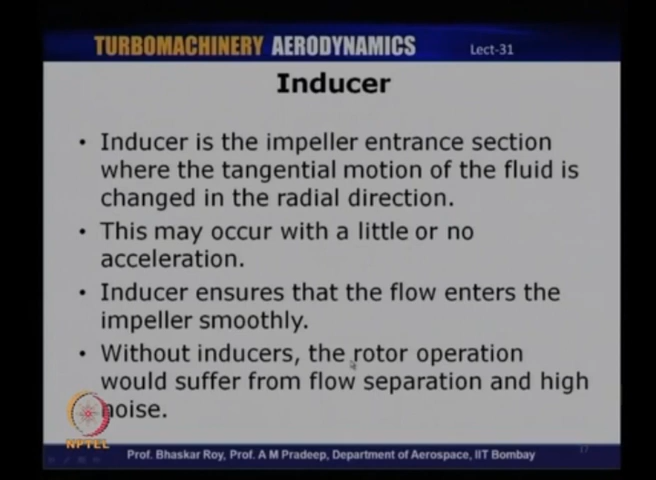 TURBOMACHINERY AERODYNAMICS Lect-31
Inducer
• Inducer is the impeller entrance section
where the tangential motion of the fluid is
changed in the radial direction.
• This may occur with a little or no
acceleration.
• Inducer ensures that the flow enters the
impeller smoothly.
• Without inducers, the rotor operation
would suffer from flow separation and high
noise.
NPTEL
Prof. Bhaskar Roy, Prof. A M Pradeep, Department of Aerospace, IIT Bombay
17